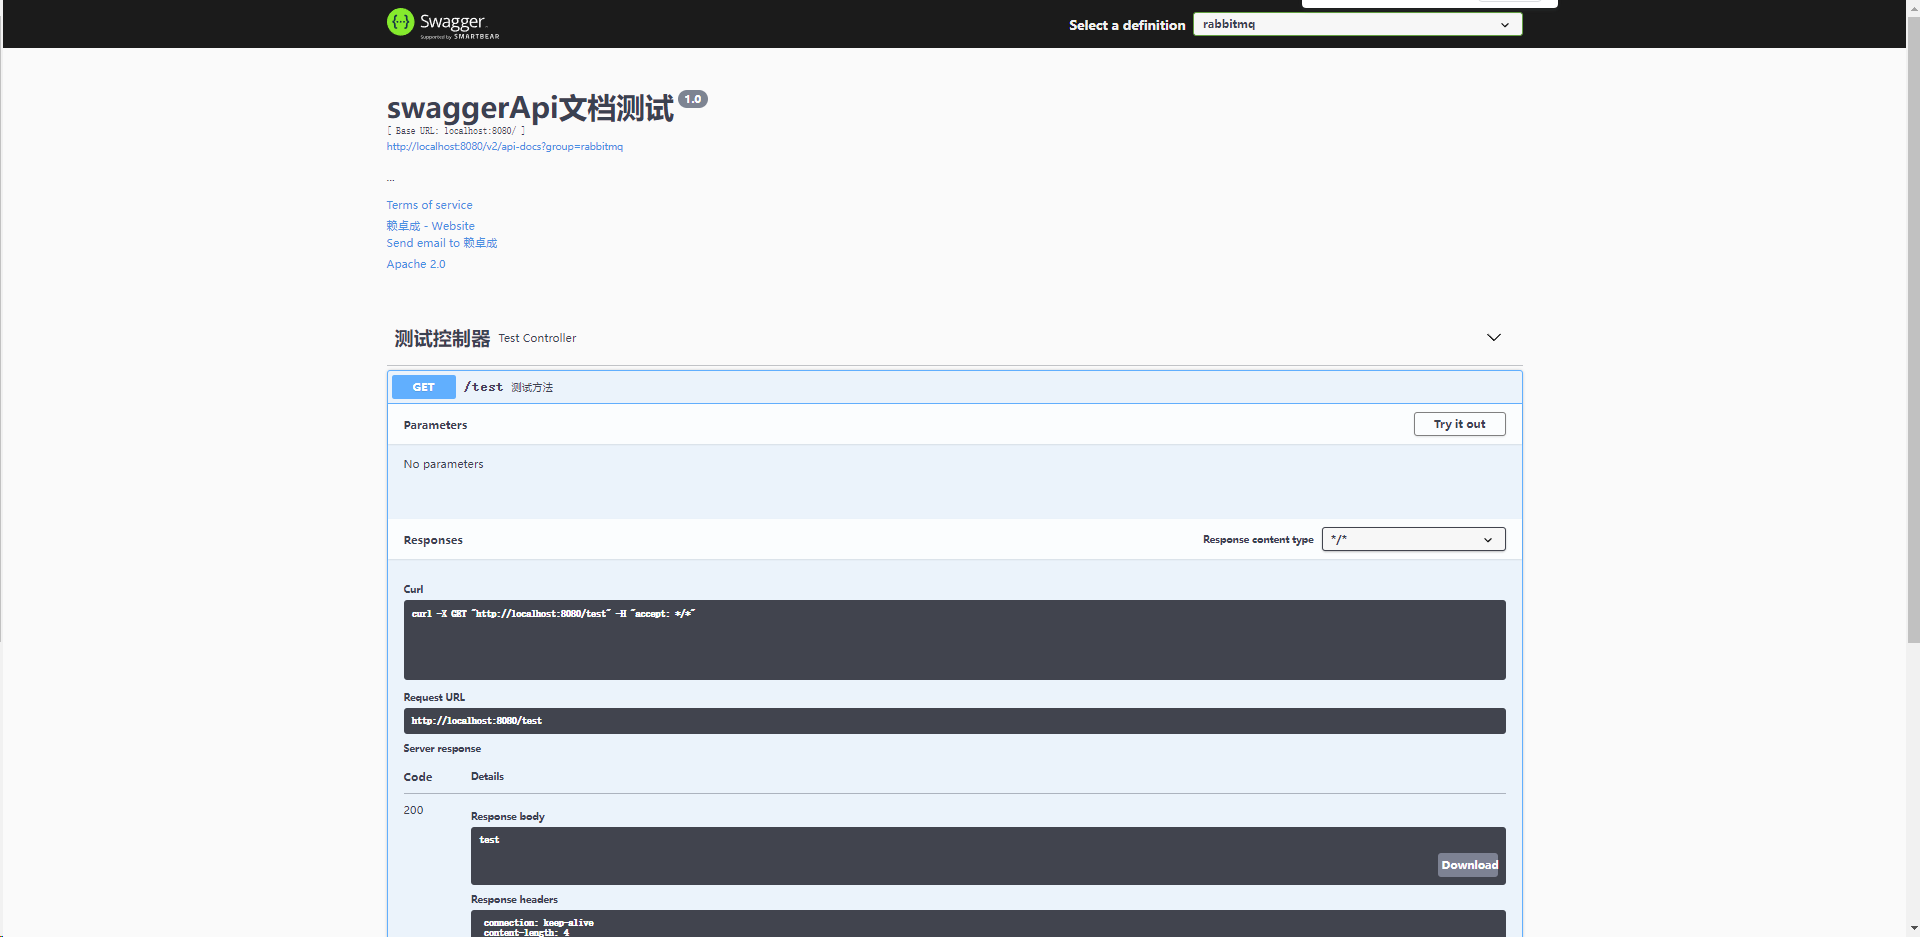 Swagger.
Supported by SMARTBEAR
Select a definition
rabbitmq
swaggerApi文档测试 1.0
[ Base URL: localhost:8080/ ]
http://localhost:8080/v2/api-docs?group=rabbitmq
...
Terms of service
赖卓成 - Website
Send email to 赖卓成
Apache 2.0
测试控制器 Test Controller
GET /test 测试方法
Parameters
Try it out
No parameters
Responses
Response content type
*/*
Curl
curl -X GET "http://localhost:8080/test" -H "accept: */*"
Request URL
http://localhost:8080/test
Server response
Code Details
200
Response body
test
Download
Response headers
connection: keep-alive
content-length: 4